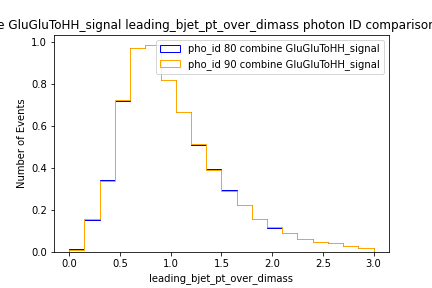 e GluGluToHH_signal leading_bjet_pt_over_dimass photon ID comparison
pho_id 80 combine GluGluToHH_signal
pho_id 90 combine GluGluToHH_signal
Number of Events
1.0
0.8
0.6
0.4
0.2
0.0
0.0 0.5 1.0 1.5 2.0 2.5 3.0
leading_bjet_pt_over_dimass